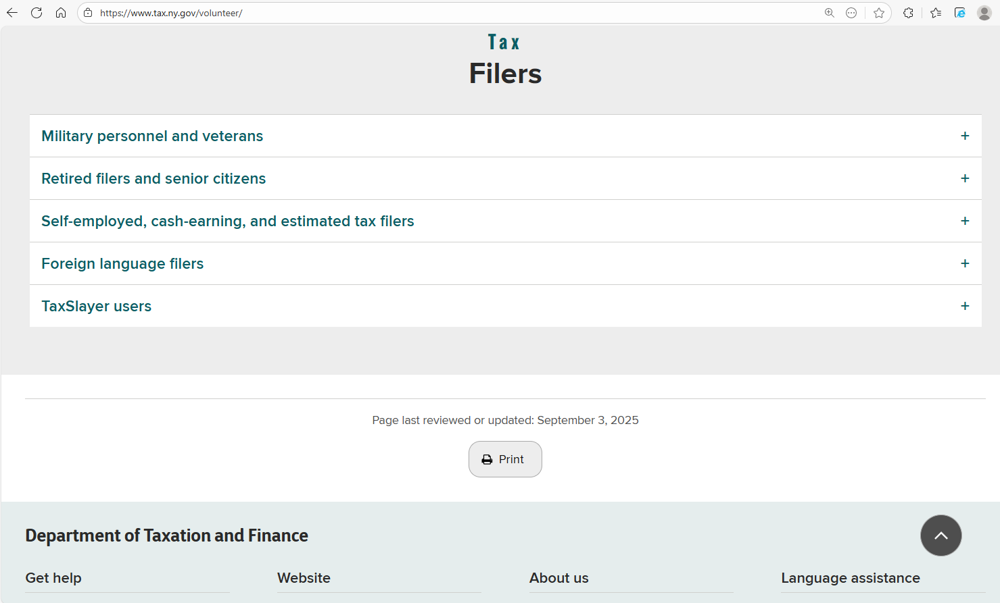 https://www.tax.ny.gov/volunteer/
Tax
Filers
Military personnel and veterans +
Retired filers and senior citizens +
Self-employed, cash-earning, and estimated tax filers +
Foreign language filers +
TaxSlayer users +
Page last reviewed or updated: September 3, 2025
Print
Department of Taxation and Finance
Get help
Website
About us
Language assistance